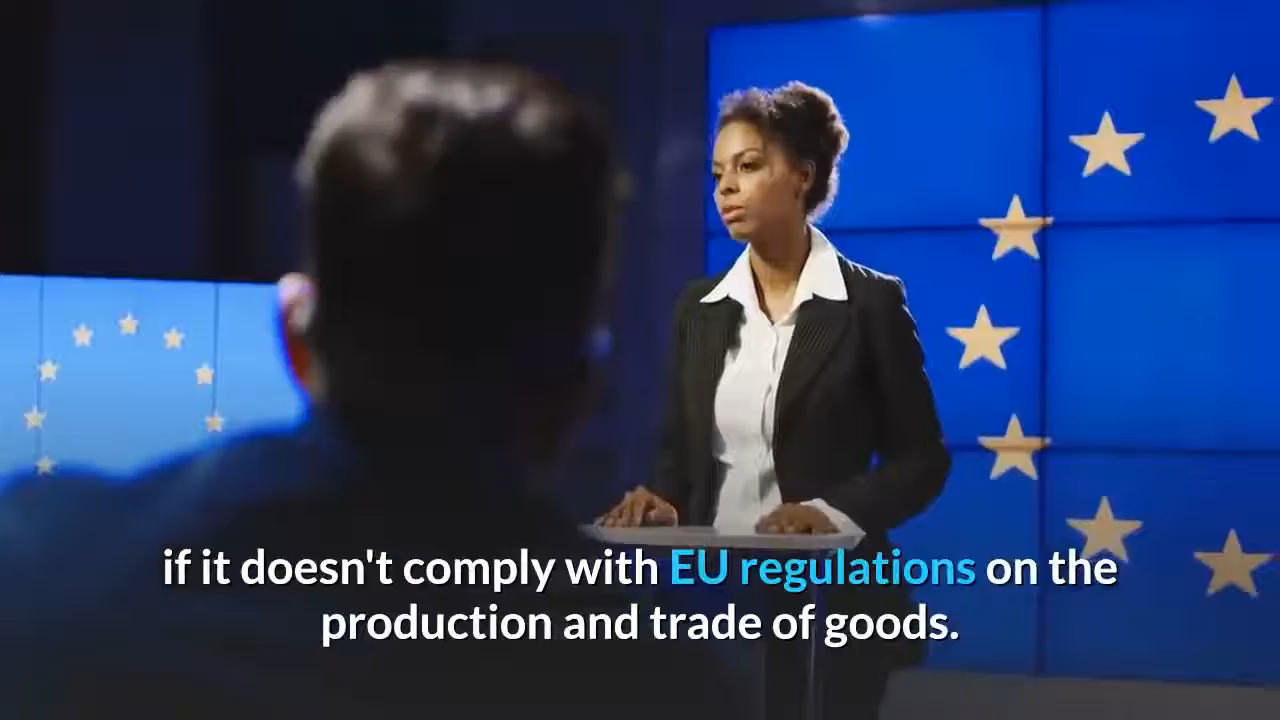 if it doesn't comply with EU regulations on the
production and trade of goods.